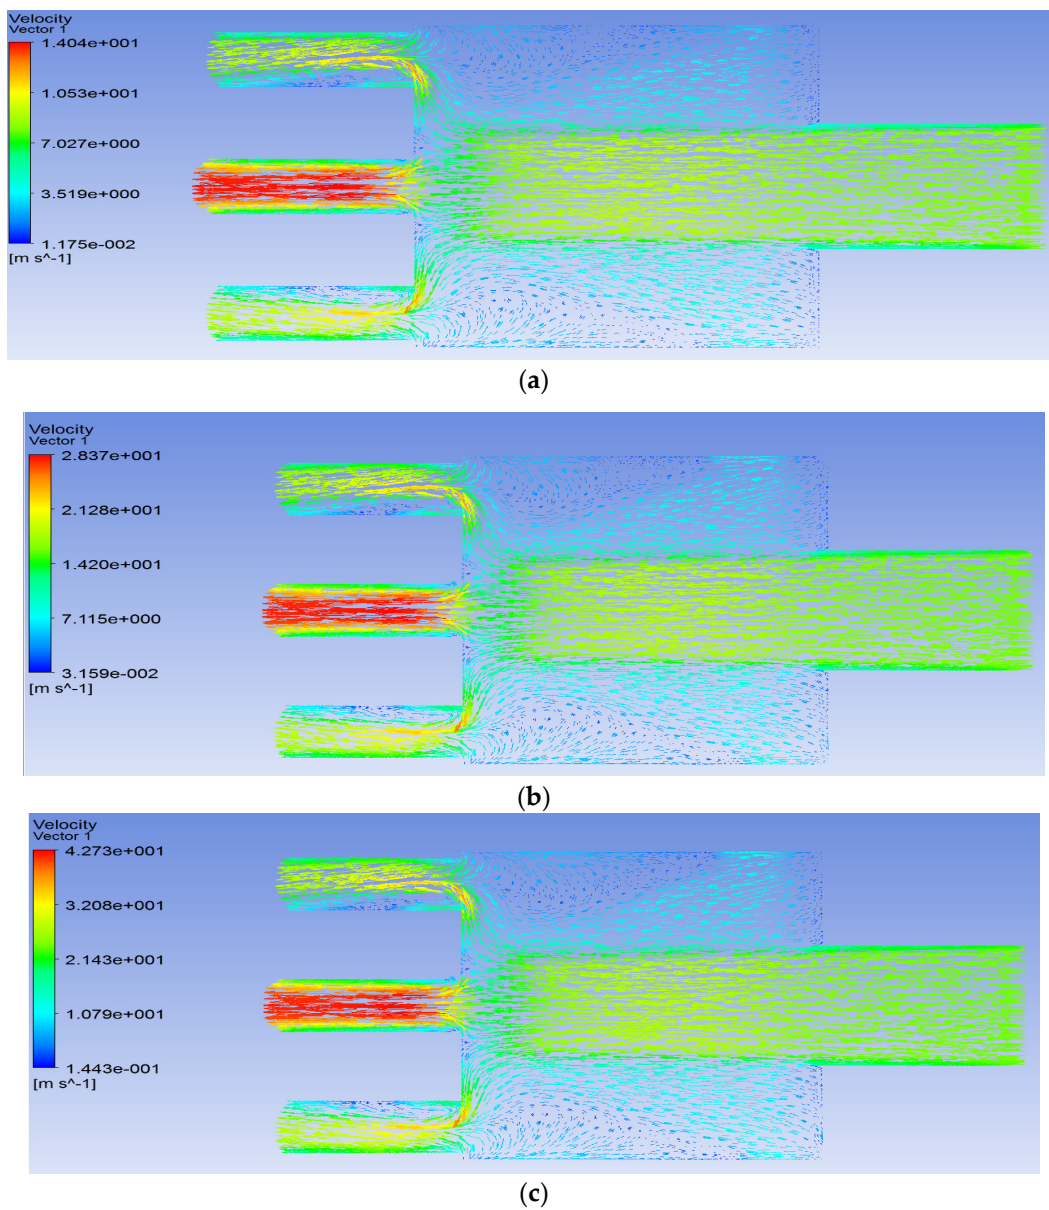 Velocity
Vector 1
1.404e+001
1.053e+001
7.027e+000
3.519e+000
1.175e-002
[m s^-1]
(a)
Velocity
Vector 1
2.837e+001
2.128e+001
1.420e+001
7.115e+000
3.159e-002
[m s^-1]
(b)
Velocity
Vector 1
4.273e+001
3.208e+001
2.143e+001
1.079e+001
1.443e-001
[m s^-1]
(c)